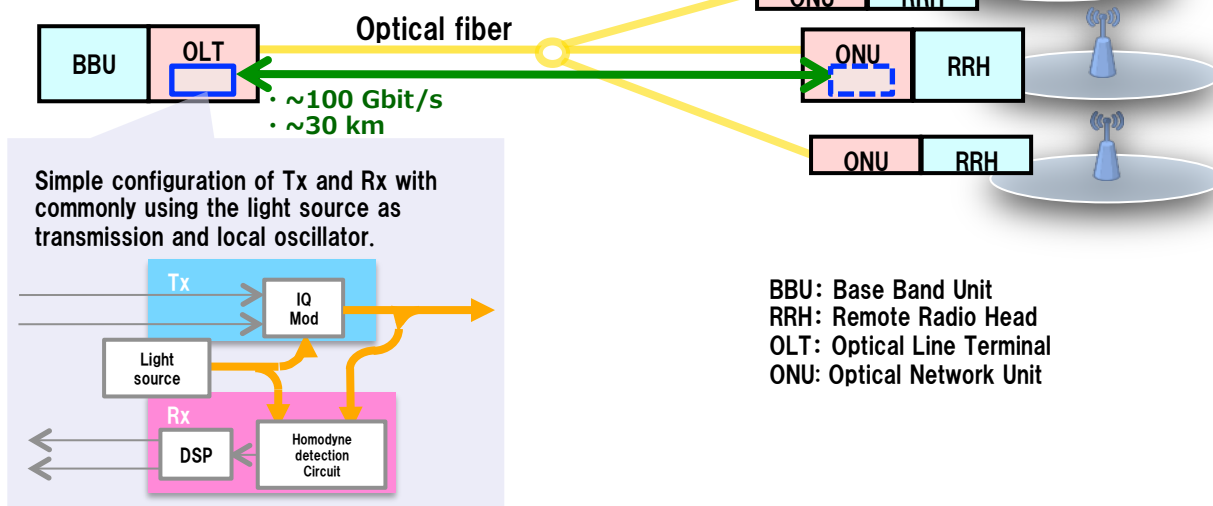 ONU RRH
Optical fiber
BBU OLT
ONU RRH
・~100 Gbit/s
・~30 km
ONU RRH
Simple configuration of Tx and Rx with
commonly using the light source as
transmission and local oscillator.
Tx
IQ
Mod
Light
source
Rx
DSP
Homodyne
detection
Circuit
BBU: Base Band Unit
RRH: Remote Radio Head
OLT: Optical Line Terminal
ONU: Optical Network Unit